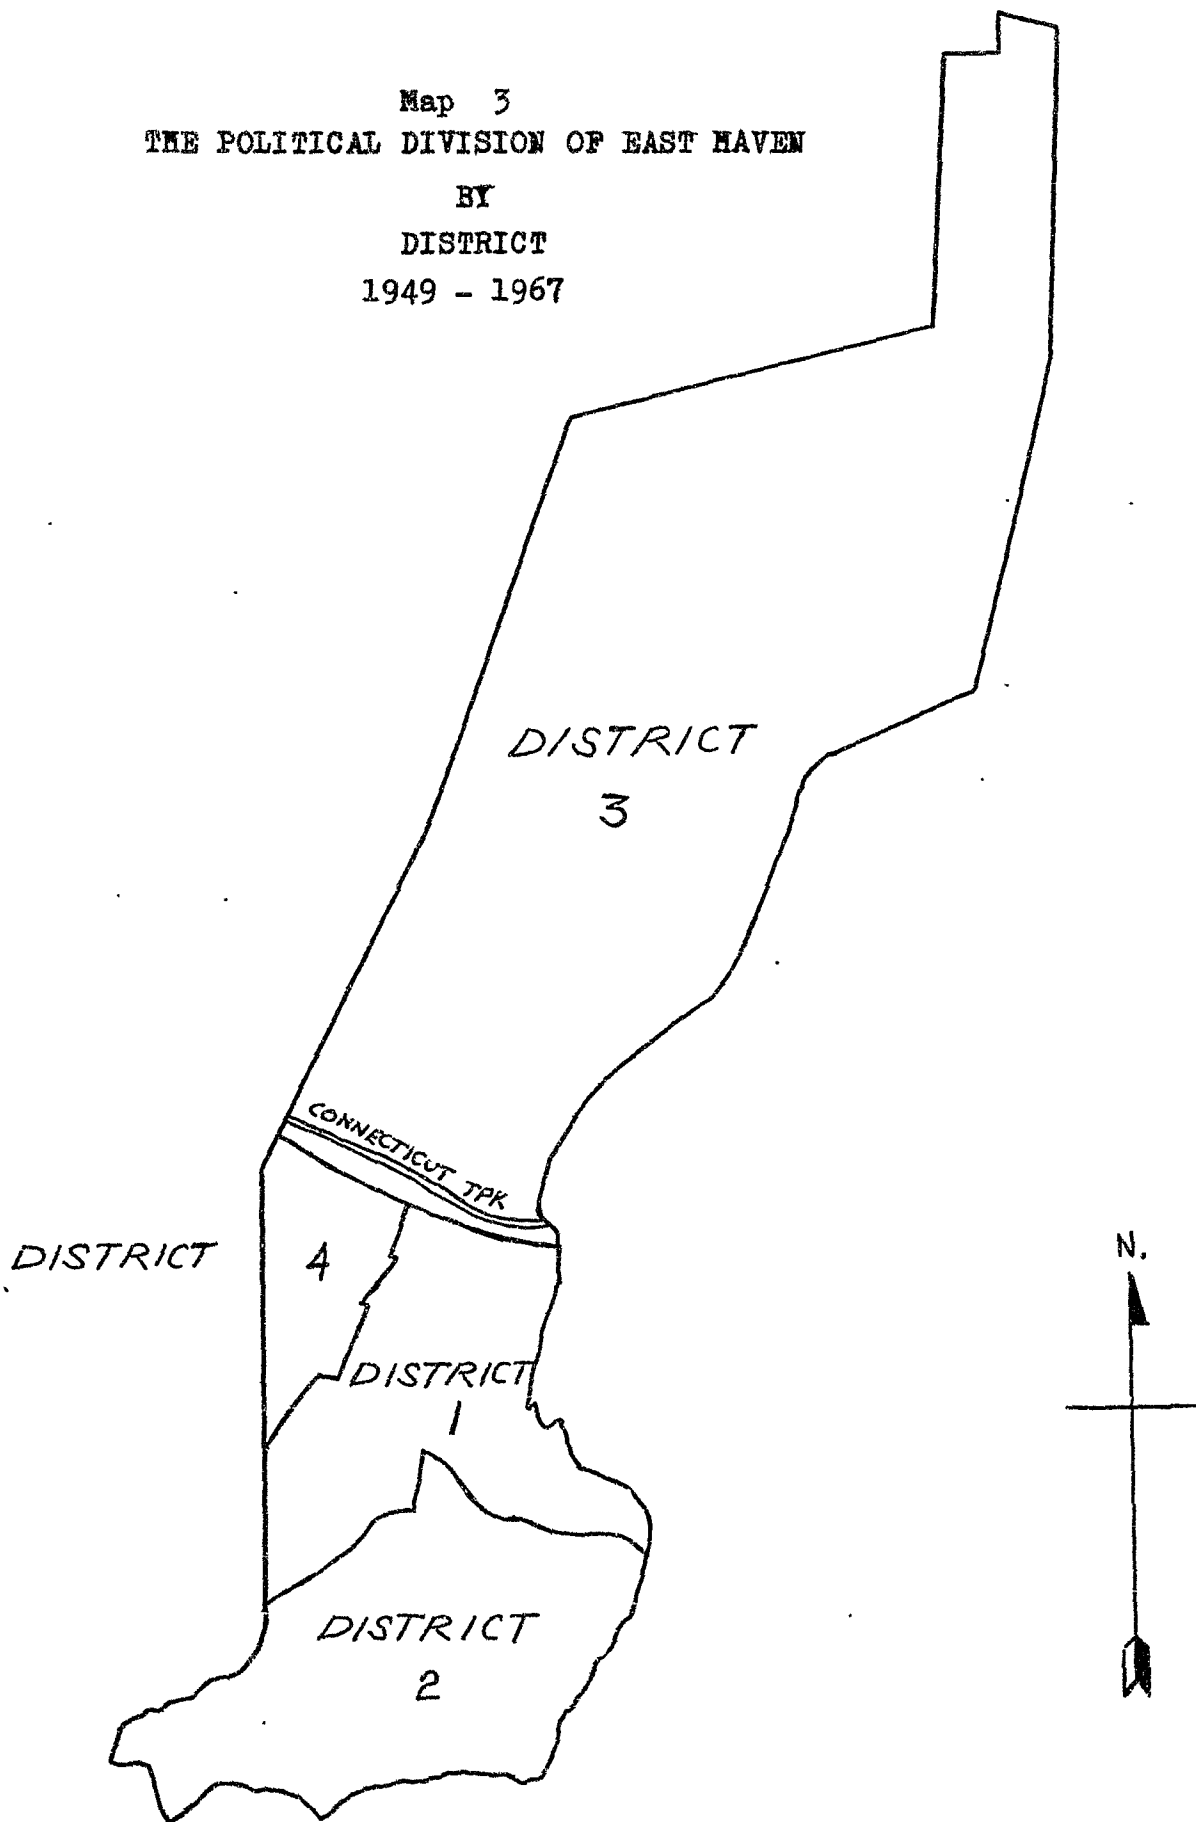 Map 3
THE POLITICAL DIVISION OF EAST HAVEN
BY
DISTRICT
1949 - 1967
DISTRICT
3
CONNECTICUT TPK
DISTRICT 4
N.
DISTRICT
1
DISTRICT
2